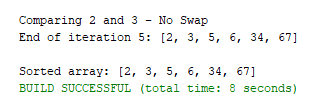 Comparing 2 and 3 - No Swap
End of iteration 5: [2, 3, 5, 6, 34, 67]
Sorted array: [2, 3, 5, 6, 34, 67]
BUILD SUCCESSFUL (total time: 8 seconds)